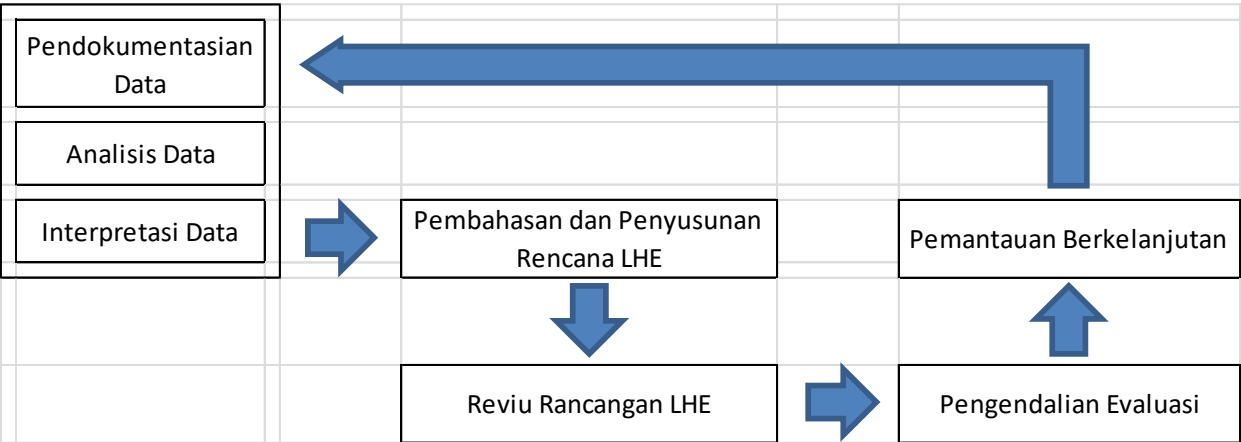 Pendokumentasian
Data
Analisis Data
Interpretasi Data
Pembahasan dan Penyusunan
Rencana LHE
Pemantauan Berkelanjutan
Reviu Rancangan LHE
Pengendalian Evaluasi